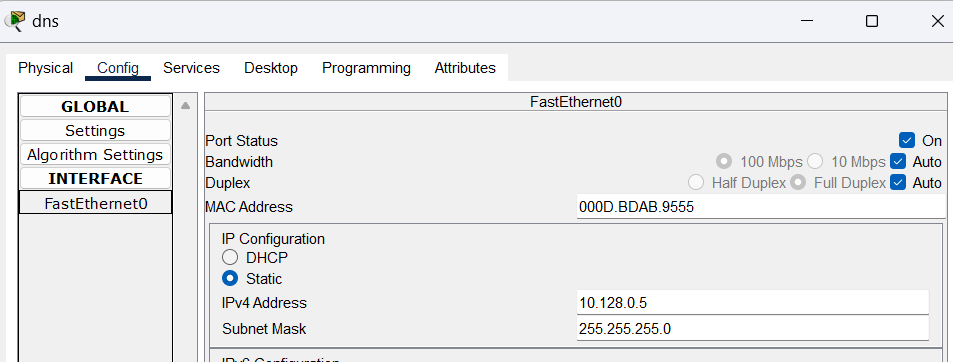 dns
Physical Config Services Desktop Programming Attributes
GLOBAL
Settings
Algorithm Settings
INTERFACE
FastEthernet0
FastEthernet0
Port Status On
Bandwidth 100 Mbps 10 Mbps Auto
Duplex Half Duplex Full Duplex Auto
MAC Address 000D.BDAB.9555
IP Configuration
DHCP
Static
IPv4 Address 10.128.0.5
Subnet Mask 255.255.255.0
IPv6 Configuration